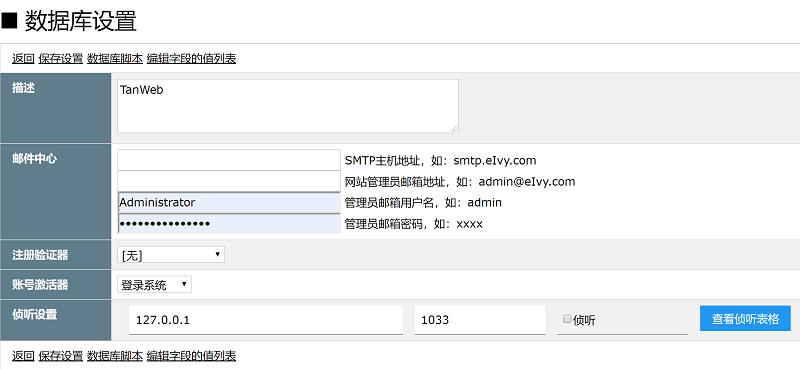 ■ 数据库设置
返回 保存设置 数据库脚本 编辑字段的值列表
描述 TanWeb
邮件中心 SMTP主机地址，如：smtp.eIvy.com
网站管理员邮箱地址，如：admin@eIvy.com
Administrator 管理员邮箱用户名，如：admin
••••••••••••••• 管理员邮箱密码，如：xxxx
注册验证器 [无]
账号激活器 登录系统
侦听设置 127.0.0.1 1033 侦听 查看侦听表格
返回 保存设置 数据库脚本 编辑字段的值列表